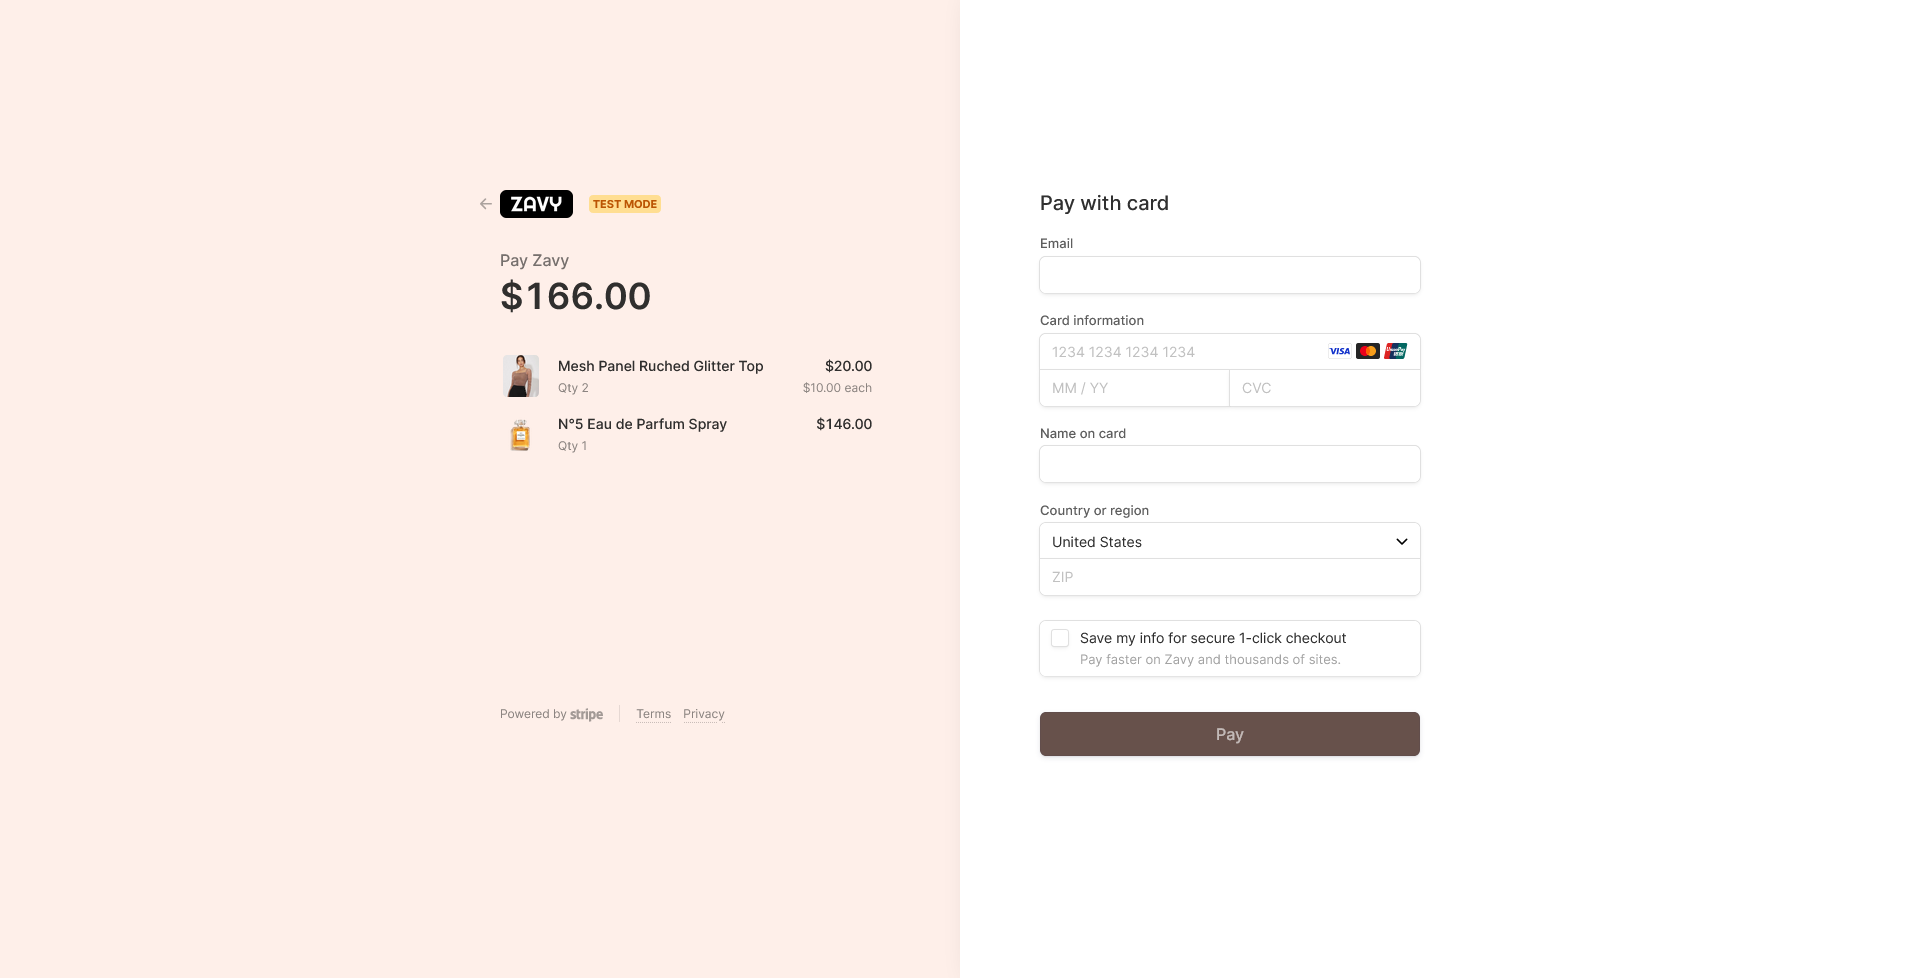 ZAVY
TEST MODE
Pay Zavy
$166.00
Mesh Panel Ruched Glitter Top
$20.00
Qty 2
$10.00 each
N°5 Eau de Parfum Spray
$146.00
Qty 1
Powered by stripe
Terms
Privacy
Pay with card
Email
Card information
1234 1234 1234 1234
VISA
MM / YY
CVC
Name on card
Country or region
United States
ZIP
Save my info for secure 1-click checkout
Pay faster on Zavy and thousands of sites.
Pay